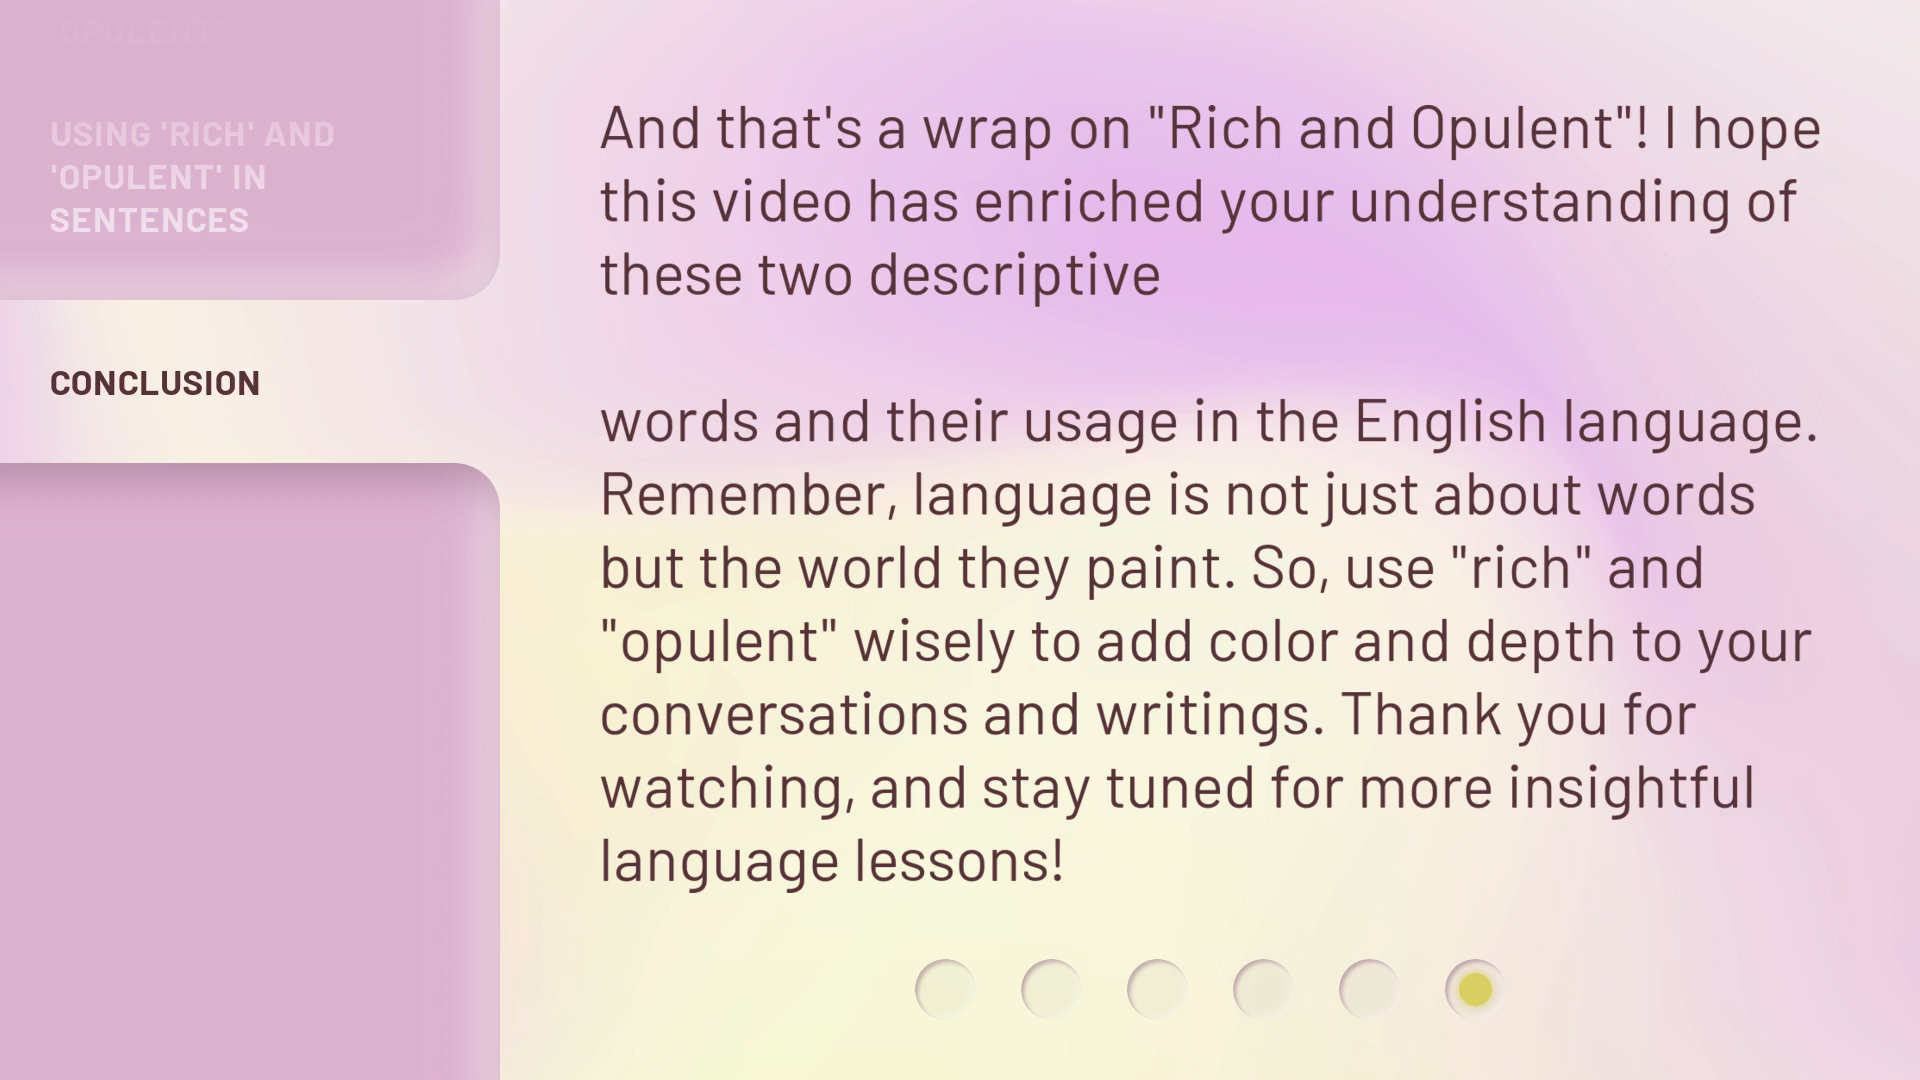 'OPULENT'
USING 'RICH' AND
'OPULENT' IN
SENTENCES
CONCLUSION
And that's a wrap on "Rich and Opulent"! I hope
this video has enriched your understanding of
these two descriptive
words and their usage in the English language.
Remember, language is not just about words
but the world they paint. So, use "rich" and
"opulent" wisely to add color and depth to your
conversations and writings. Thank you for
watching, and stay tuned for more insightful
language lessons!